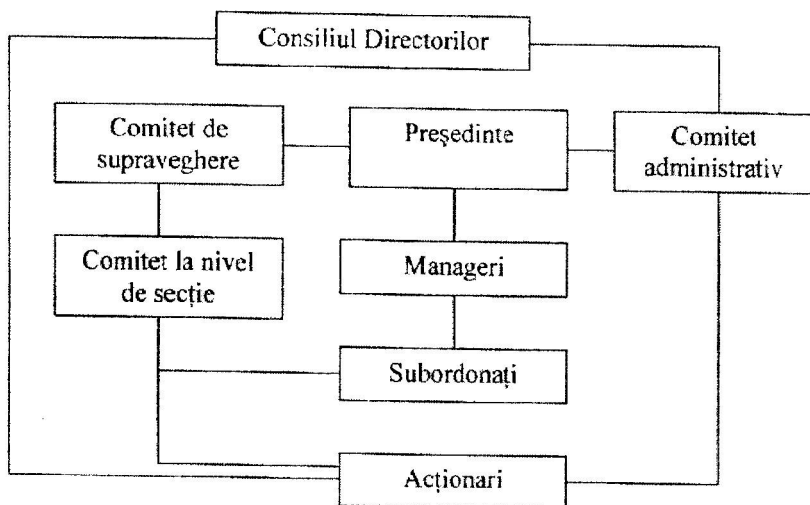 Consiliul Directorilor
Comitet de
supraveghere
Președinte
Comitet
administrativ
Comitet la nivel
de secție
Manageri
Subordonați
Acționari